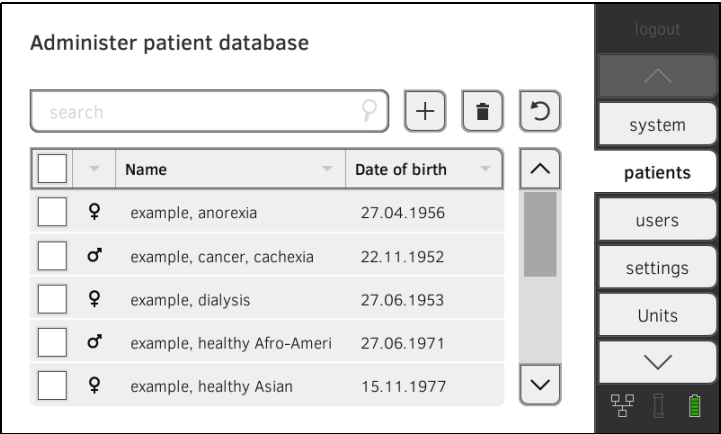 Administer patient database
search
Name Date of birth
example, anorexia 27.04.1956
example, cancer, cachexia 22.11.1952
example, dialysis 27.06.1953
example, healthy Afro-Ameri 27.06.1971
example, healthy Asian 15.11.1977
logout
system
patients
users
settings
Units